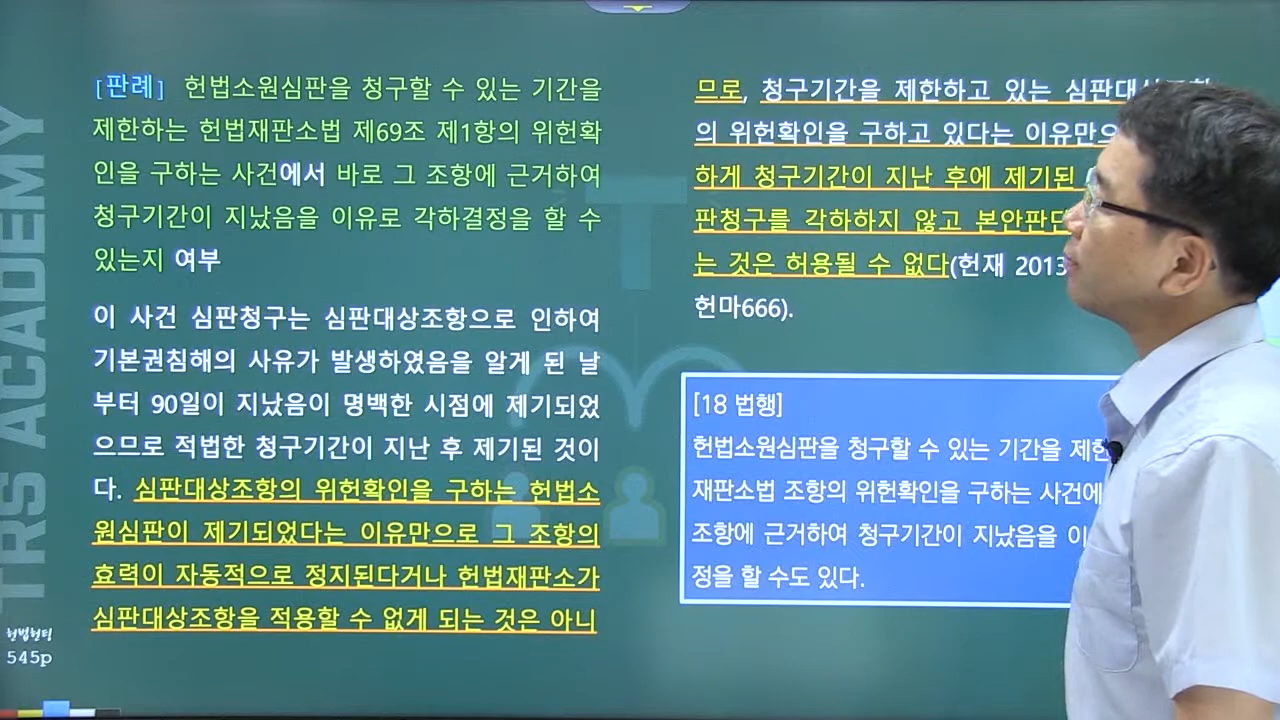 [판례] 헌법소원심판을 청구할 수 있는 기간을
제한하는 헌법재판소법 제69조 제1항의 위헌확
인을 구하는 사건에서 바로 그 조항에 근거하여
청구기간이 지났음을 이유로 각하결정을 할 수
있는지 여부
이 사건 심판청구는 심판대상조항으로 인하여
기본권침해의 사유가 발생하였음을 알게 된 날
부터 90일이 지났음이 명백한 시점에 제기되었
으므로 적법한 청구기간이 지난 후 제기된 것이
다. 심판대상조항의 위헌확인을 구하는 헌법소
원심판이 제기되었다는 이유만으로 그 조항의
효력이 자동적으로 정지된다거나 헌법재판소가
심판대상조항을 적용할 수 없게 되는 것은 아니
므로, 청구기간을 제한하고 있는
의 위헌확인을 구하고 있다는
하게 청구기간이 지난 후에 제기된
판청구를 각하하지 않고
는 것은 허용될 수 없다(헌재
헌마666).
[18 법행]
헌법소원심판을 청구할 수 있는 기간을
재판소법 조항의 위헌확인을 구하는 사건에
조항에 근거하여 청구기간이 지났음을
정을 할 수도 있다.
TRS ACADEMY
헌법헌팅
545p